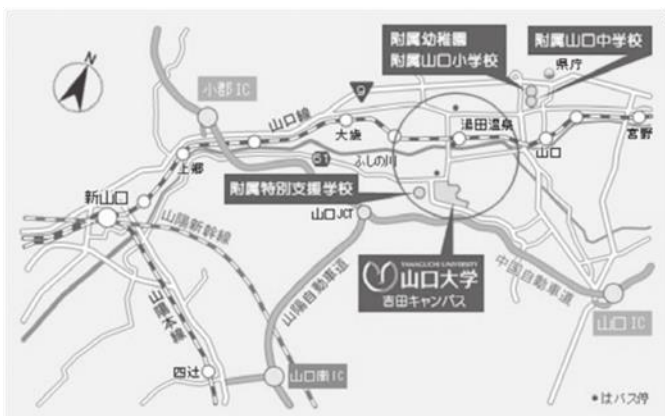 N
附属幼稚園
附属山口小学校
附属山口中学校
県庁
小郡IC
9
山口線
大歳
湯田温泉
山口
宮野
上郷
61
ふしの川
附属特別支援学校
新山口
山陽新幹線
山口JCT
YAMAGUCHI UNIVERSITY
山口大学
吉田キャンパス
中国自動車道
山陽自動車道
山陽本線
山口IC
四辻
山口南IC
●はバス停